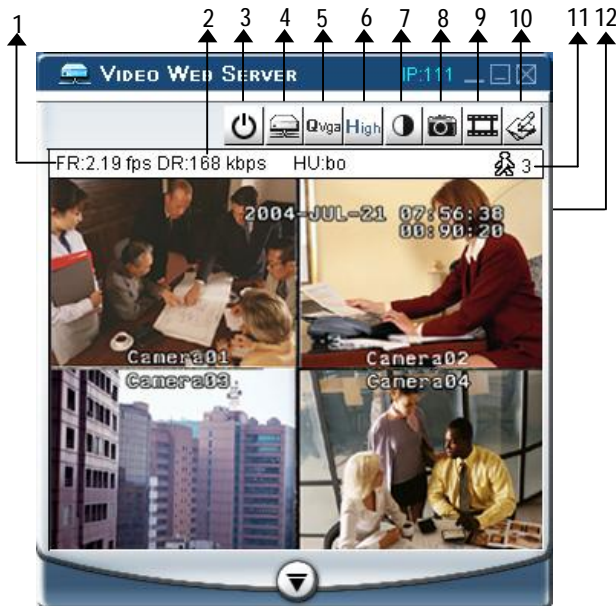 1 2 3 4 5 6 7 8 9 10 11 12
VIDEO WEB SERVER IP:111
Qvga High
FR:2.19 fps DR:168 kbps HU:bo 3
2004-JUL-21 07:56:38
00:90:20
Camera01 Camera02
Camera03 Camera04